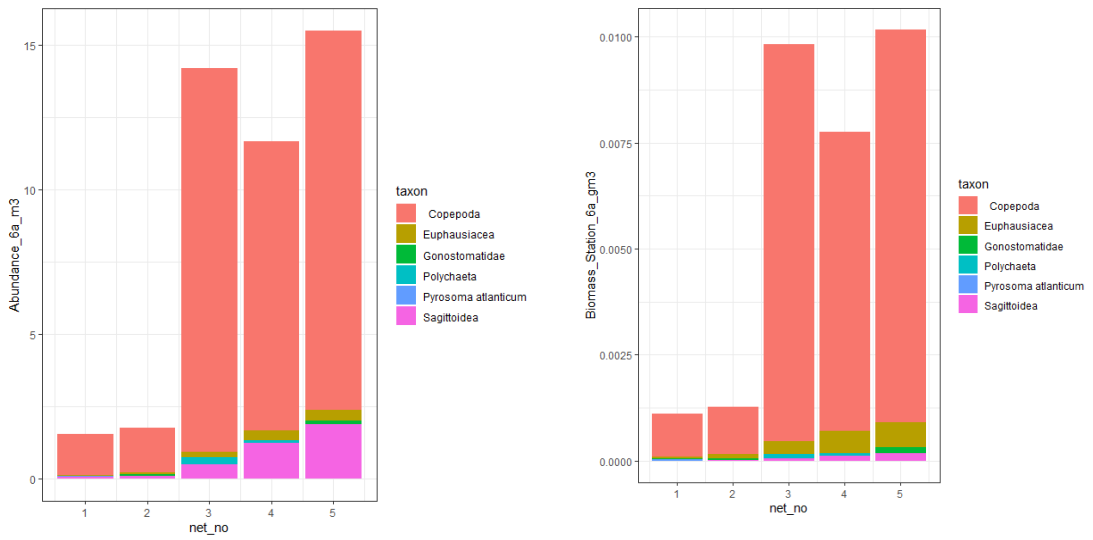 15
10
5
0
Abundance_6a_m3
1 2 3 4 5
net_no
taxon
Copepoda
Euphausiacea
Gonostomatidae
Polychaeta
Pyrosoma atlanticum
Sagittoidea
0.0100
0.0075
0.0050
0.0025
0.0000
Biomass_Station_6a_gm3
1 2 3 4 5
net_no
taxon
Copepoda
Euphausiacea
Gonostomatidae
Polychaeta
Pyrosoma atlanticum
Sagittoidea